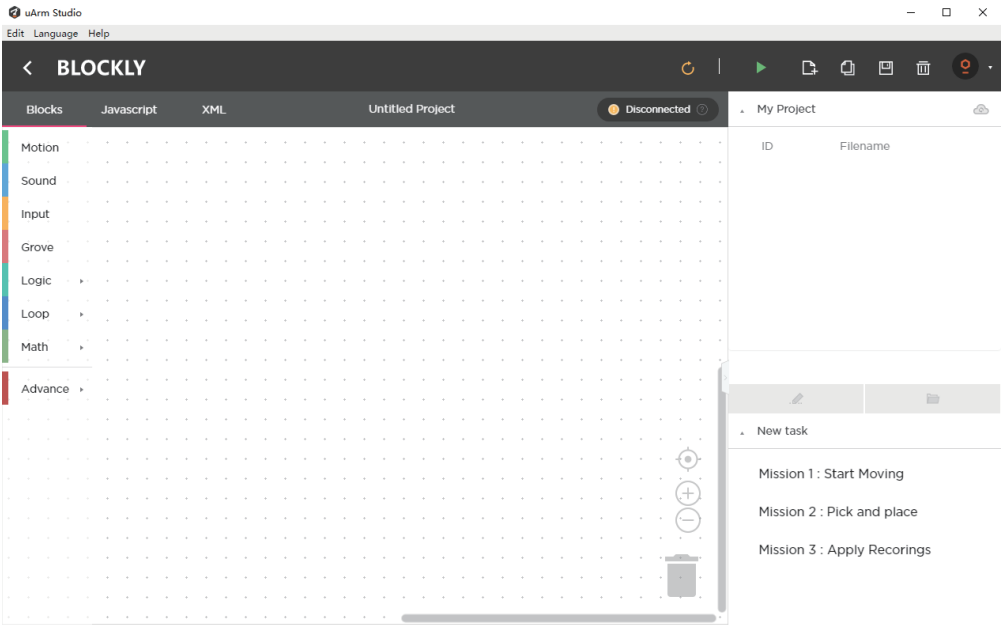 uArm Studio
Edit Language Help
BLOCKLY
Blocks Javascript XML Untitled Project Disconnected ?
My Project
ID Filename
Motion
Sound
Input
Grove
Logic
Loop
Math
Advance
New task
Mission 1 : Start Moving
Mission 2 : Pick and place
Mission 3 : Apply Recorings